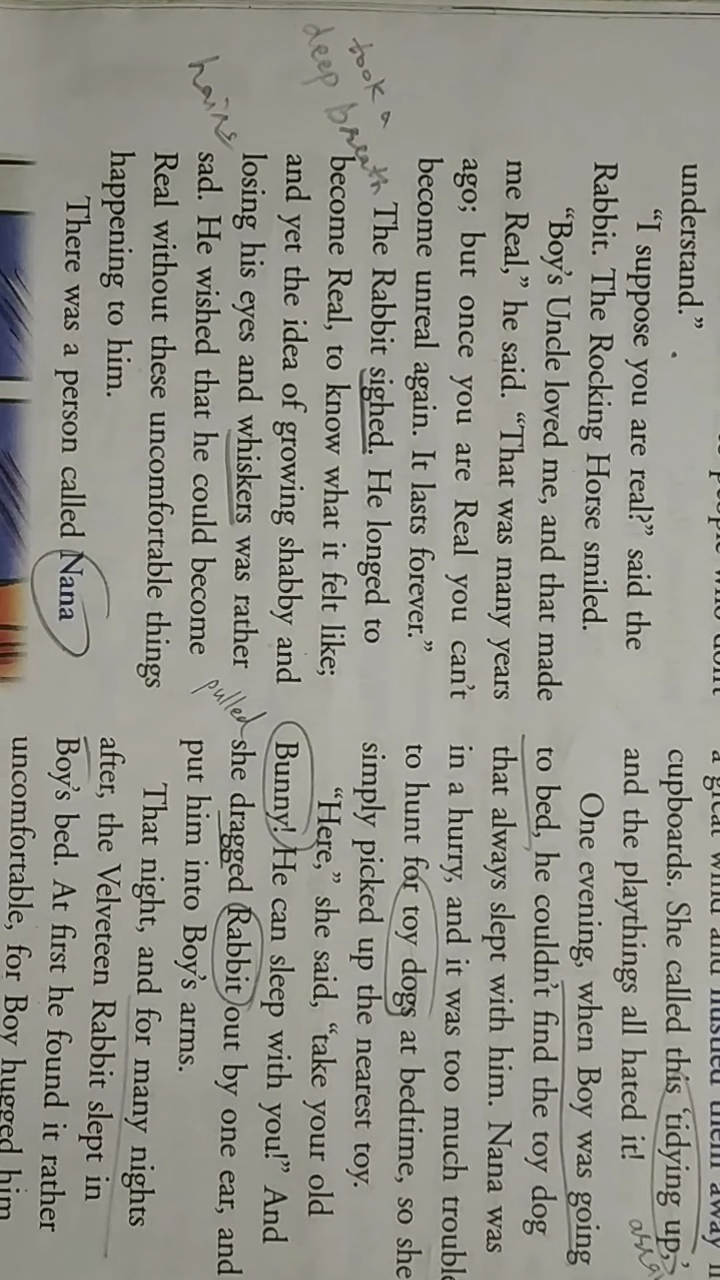 understand."
"I suppose you are real?" said the
Rabbit. The Rocking Horse smiled.
"Boy's Uncle loved me, and that made
me Real," he said. "That was many years
ago; but once you are Real you can't
become unreal again. It lasts forever."
took a
deep breath
The Rabbit sighed. He longed to
become Real, to know what it felt like;
and yet the idea of growing shabby and
hairs
losing his eyes and whiskers was rather
sad. He wished that he could become
Real without these uncomfortable things
happening to him.
There was a person called Nana
cupboards. She called this 'tidying up,'
and the playthings all hated it!
One evening, when Boy was going
to bed, he couldn't find the toy dog
that always slept with him. Nana was
in a hurry, and it was too much trouble
to hunt for toy dogs at bedtime, so she
simply picked up the nearest toy.
"Here," she said, "take your old
Bunny! He can sleep with you!" And
pulled
she dragged Rabbit out by one ear, and
put him into Boy's arms.
That night, and for many nights
after, the Velveteen Rabbit slept in
Boy's bed. At first he found it rather
uncomfortable, for Boy hugged him